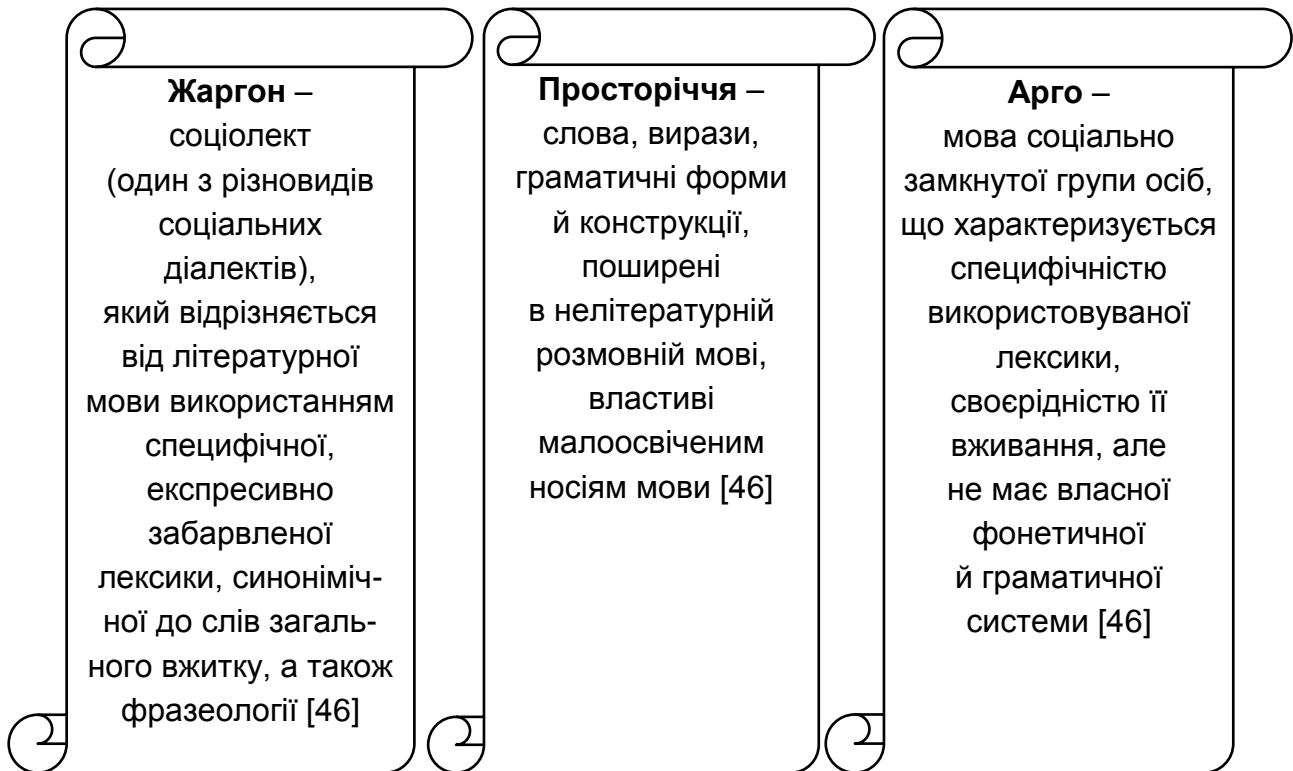 Жаргон –
соціолект
(один з різновидів
соціальних
діалектів),
який відрізняється
від літературної
мови використанням
специфічної,
експресивно
забарвленої
лексики, синоніміч-
ної до слів загаль-
ного вжитку, а також
фразеології [46]
Просторіччя –
слова, вирази,
граматичні форми
й конструкції,
поширені
в нелітературній
розмовній мові,
властиві
малоосвіченим
носіям мови [46]
Арго –
мова соціально
замкнутої групи осіб,
що характеризується
специфічністю
використовуваної
лексики,
своєрідністю її
вживання, але
не має власної
фонетичної
й граматичної
системи [46]